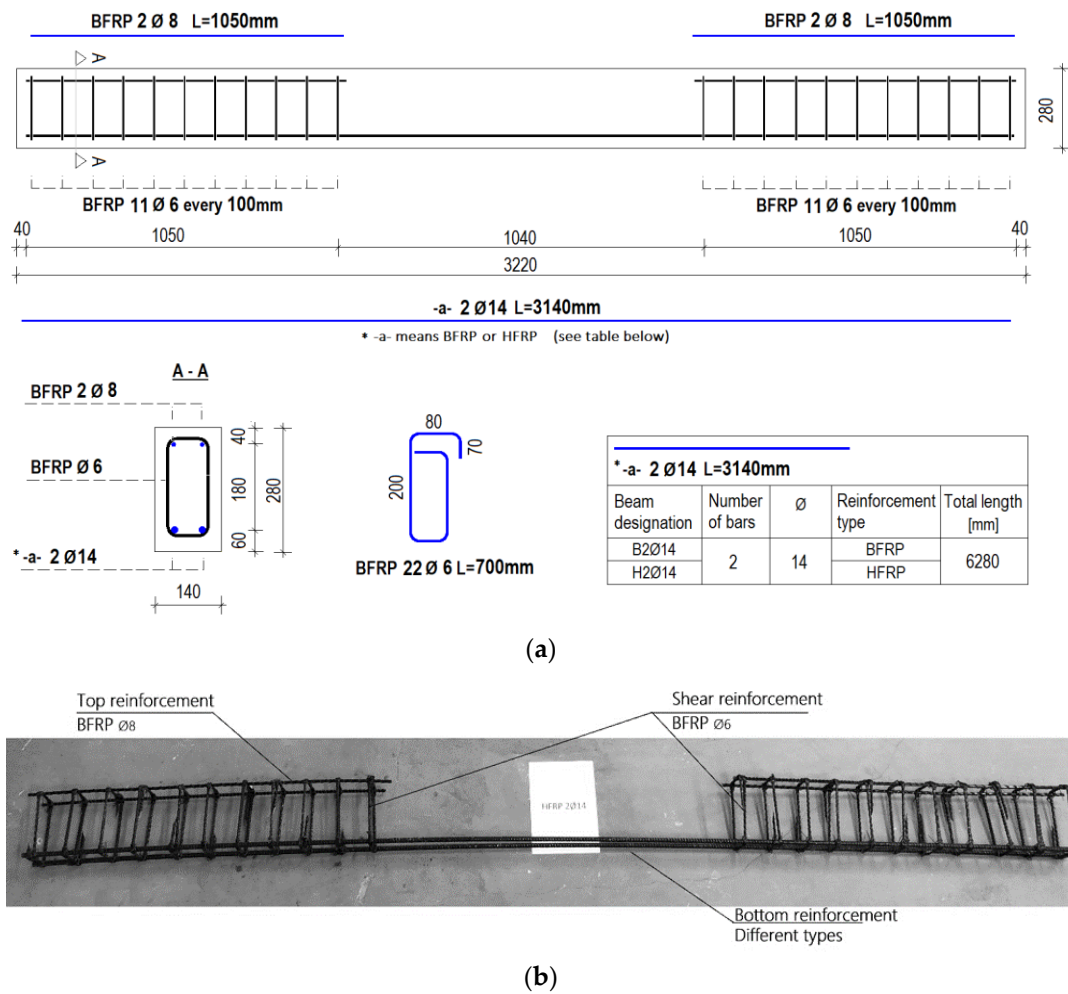 BFRP 2 Ø 8 L=1050mm
BFRP 2 Ø 8 L=1050mm
A
A
280
BFRP 11 Ø 6 every 100mm
BFRP 11 Ø 6 every 100mm
40 1050 1040 1050 40
3220
-a- 2 Ø14 L=3140mm
* -a- means BFRP or HFRP (see table below)
A - A
BFRP 2 Ø 8
BFRP Ø 6
* -a- 2 Ø14
40
180
60
280
140
80
70
200
BFRP 22 Ø 6 L=700mm
*-a- 2 Ø14 L=3140mm
Beam designation Number of bars Ø Reinforcement type Total length [mm]
B2Ø14 2 14 BFRP 6280
H2Ø14 HFRP
(a)
Top reinforcement
BFRP Ø8
Shear reinforcement
BFRP Ø6
HFRP 2Ø14
Bottom reinforcement
Different types
(b)